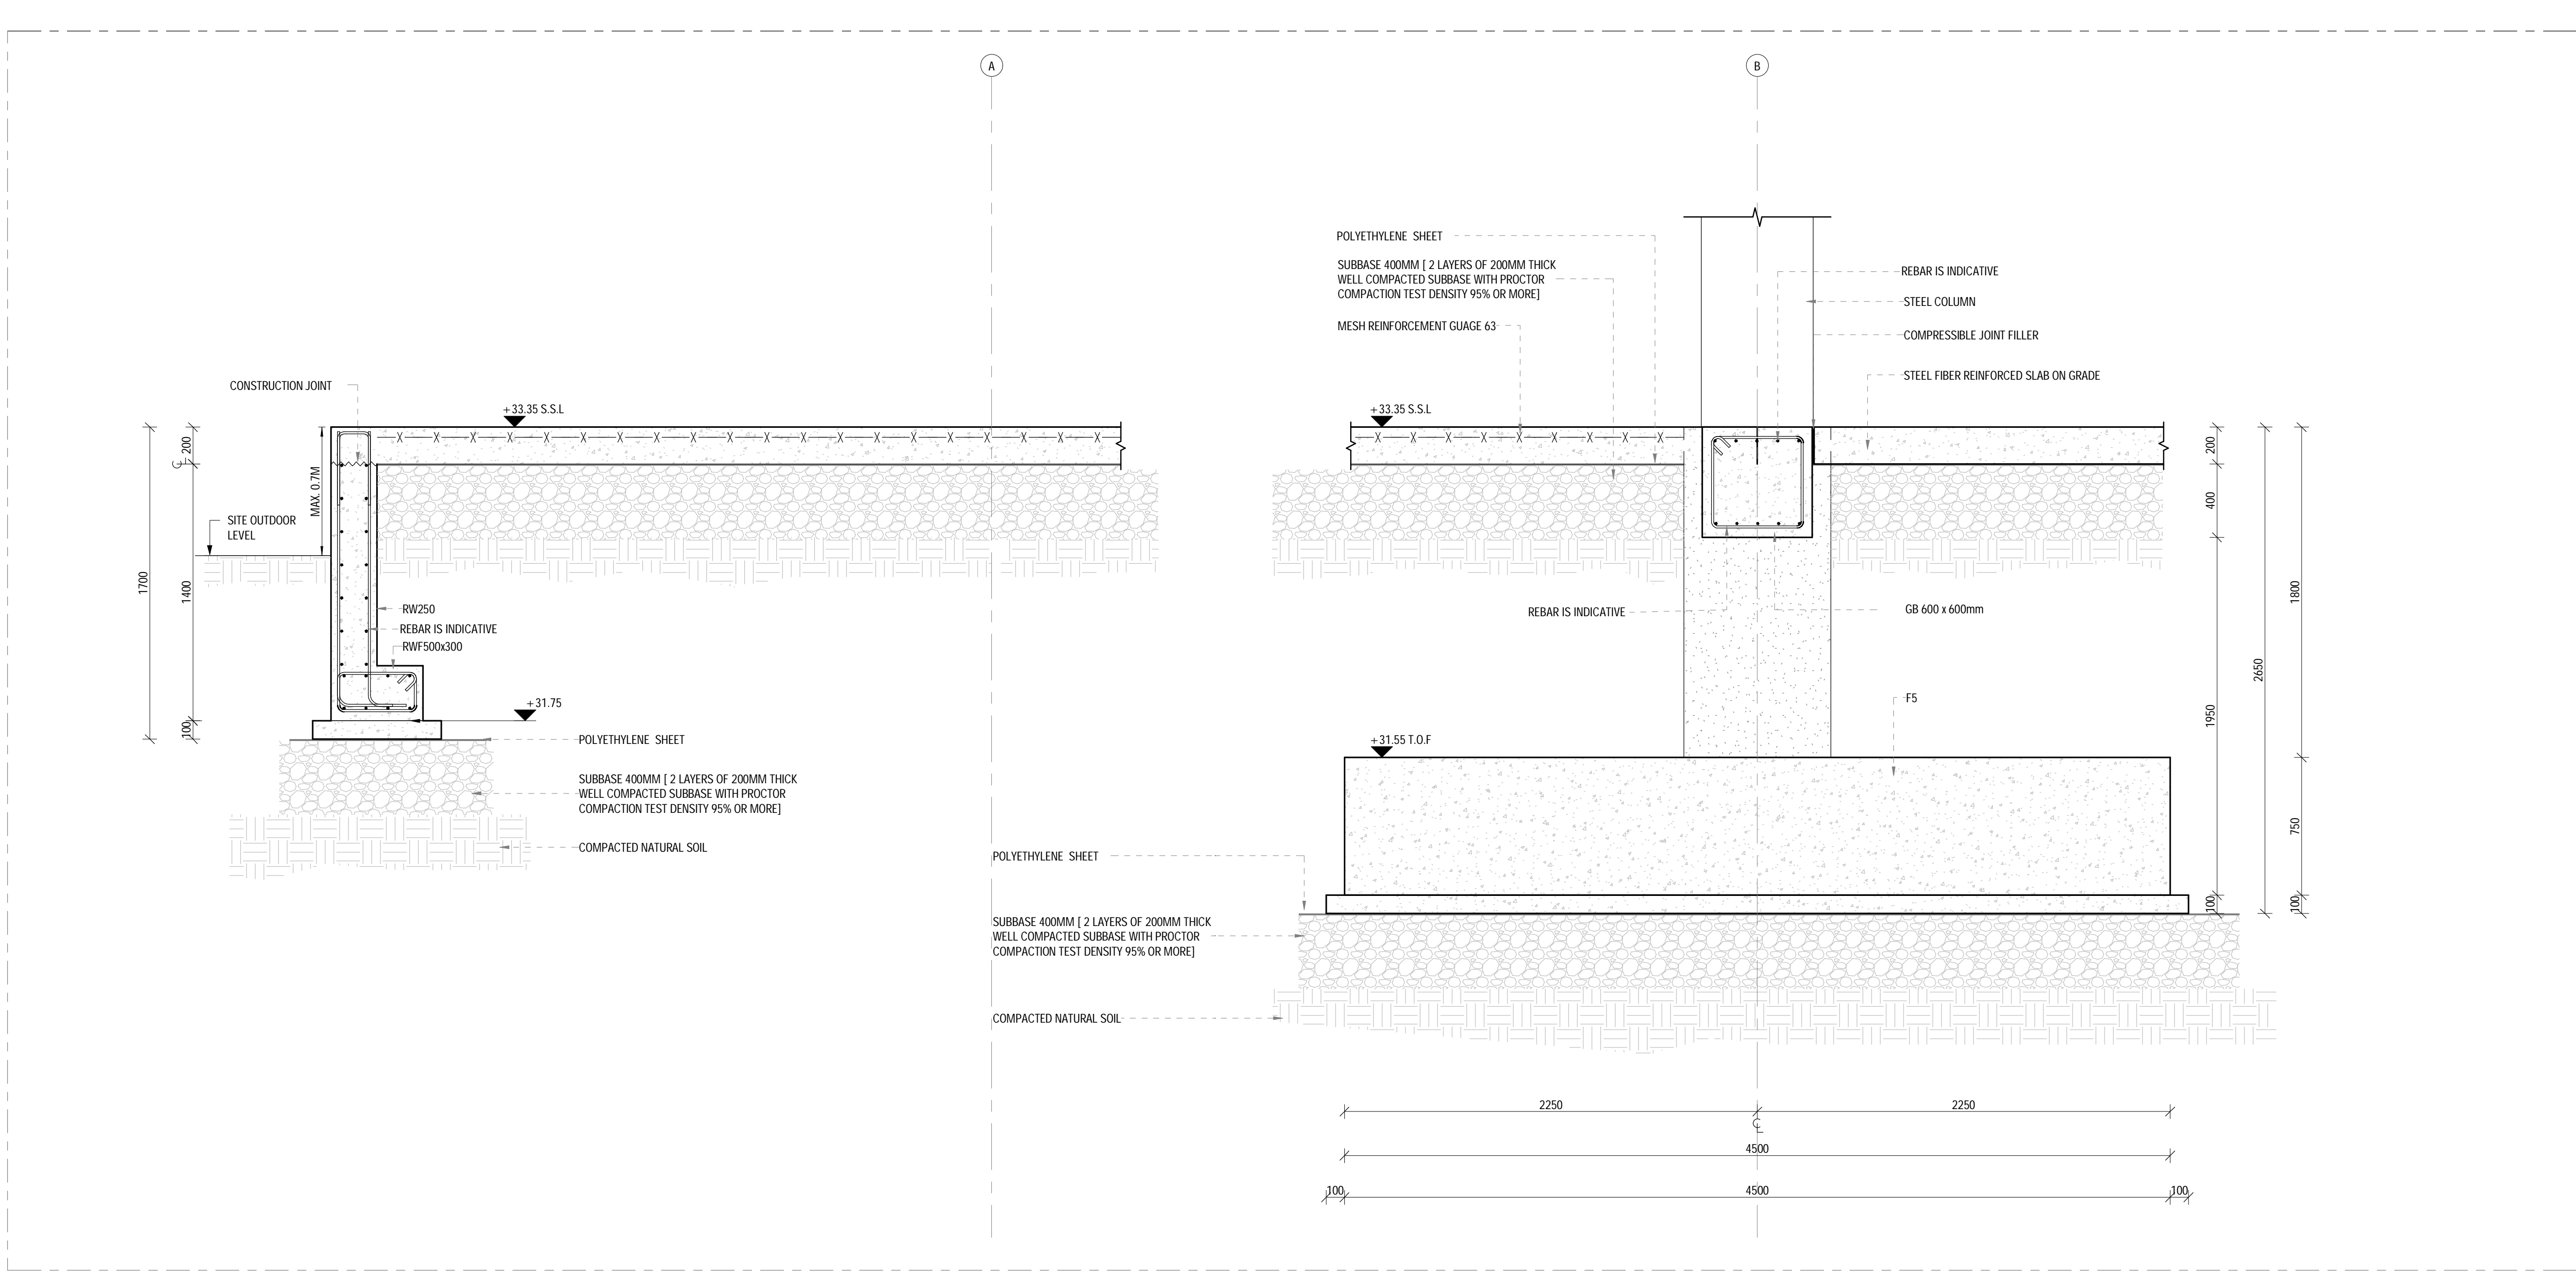 A
B
POLYETHYLENE SHEET
SUBBASE 400MM [ 2 LAYERS OF 200MM THICK
WELL COMPACTED SUBBASE WITH PROCTOR
COMPACTION TEST DENSITY 95% OR MORE]
MESH REINFORCEMENT GUAGE 63
REBAR IS INDICATIVE
STEEL COLUMN
COMPRESSIBLE JOINT FILLER
STEEL FIBER REINFORCED SLAB ON GRADE
CONSTRUCTION JOINT
+33.35 S.S.L
+33.35 S.S.L
200
MAX. 0.7M
SITE OUTDOOR
LEVEL
1700
1400
100
RW250
REBAR IS INDICATIVE
RWF500x300
+31.75
POLYETHYLENE SHEET
SUBBASE 400MM [ 2 LAYERS OF 200MM THICK
WELL COMPACTED SUBBASE WITH PROCTOR
COMPACTION TEST DENSITY 95% OR MORE]
COMPACTED NATURAL SOIL
REBAR IS INDICATIVE
GB 600 x 600mm
F5
+31.55 T.O.F
200
400
1950
100
2650
1800
750
100
POLYETHYLENE SHEET
SUBBASE 400MM [ 2 LAYERS OF 200MM THICK
WELL COMPACTED SUBBASE WITH PROCTOR
COMPACTION TEST DENSITY 95% OR MORE]
COMPACTED NATURAL SOIL
2250
2250
4500
100
4500
100